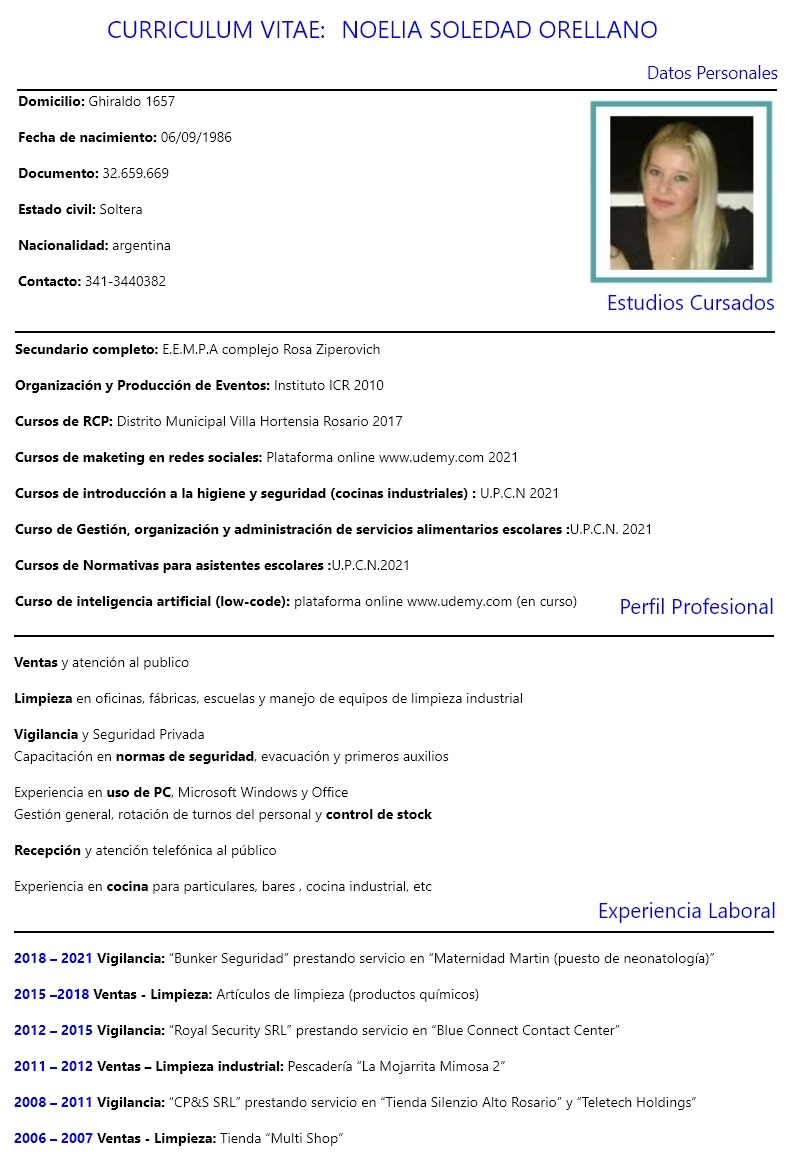 CURRICULUM VITAE: NOELIA SOLEDAD ORELLANO
Datos Personales
Domicilio: Ghiraldo 1657
Fecha de nacimiento: 06/09/1986
Documento: 32.659.669
Estado civil: Soltera
Nacionalidad: argentina
Contacto: 341-3440382
Estudios Cursados
Secundario completo: E.E.M.P.A complejo Rosa Ziperovich
Organización y Producción de Eventos: Instituto ICR 2010
Cursos de RCP: Distrito Municipal Villa Hortensia Rosario 2017
Cursos de maketing en redes sociales: Plataforma online www.udemy.com 2021
Cursos de introducción a la higiene y seguridad (cocinas industriales) : U.P.C.N 2021
Curso de Gestión, organización y administración de servicios alimentarios escolares :U.P.C.N. 2021
Cursos de Normativas para asistentes escolares :U.P.C.N.2021
Curso de inteligencia artificial (low-code): plataforma online www.udemy.com (en curso)
Perfil Profesional
Ventas y atención al publico
Limpieza en oficinas, fábricas, escuelas y manejo de equipos de limpieza industrial
Vigilancia y Seguridad Privada
Capacitación en normas de seguridad, evacuación y primeros auxilios
Experiencia en uso de PC, Microsoft Windows y Office
Gestión general, rotación de turnos del personal y control de stock
Recepción y atención telefónica al público
Experiencia en cocina para particulares, bares , cocina industrial, etc
Experiencia Laboral
2018 – 2021 Vigilancia: “Bunker Seguridad” prestando servicio en “Maternidad Martin (puesto de neonatología)”
2015 –2018 Ventas - Limpieza: Artículos de limpieza (productos químicos)
2012 – 2015 Vigilancia: “Royal Security SRL” prestando servicio en “Blue Connect Contact Center”
2011 – 2012 Ventas – Limpieza industrial: Pescadería “La Mojarrita Mimosa 2”
2008 – 2011 Vigilancia: “CP&S SRL” prestando servicio en “Tienda Silenzio Alto Rosario” y “Teletech Holdings”
2006 – 2007 Ventas - Limpieza: Tienda “Multi Shop”